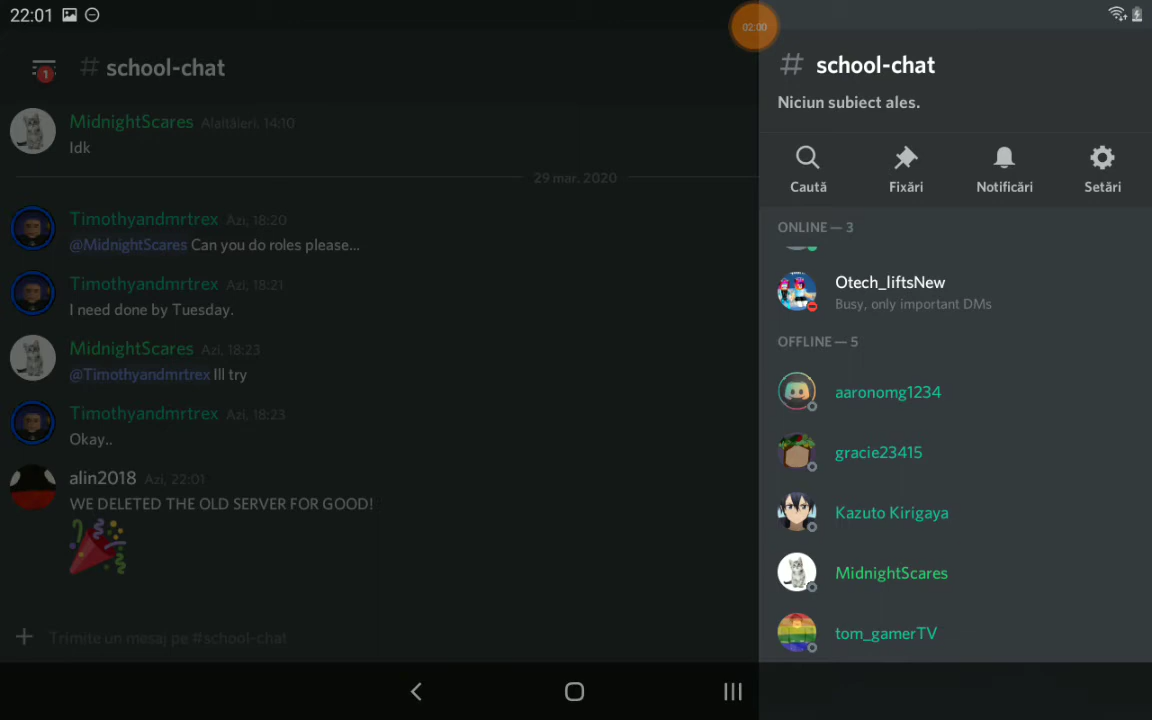 22:01
02:00
1
# school-chat
MidnightScares Alaltăieri, 14:10
Idk
29 mar. 2020
Timothyandmrtrex Azi, 18:20
@MidnightScares Can you do roles please...
Timothyandmrtrex Azi, 18:21
I need done by Tuesday.
MidnightScares Azi, 18:23
@Timothyandmrtrex Ill try
Timothyandmrtrex Azi, 18:23
Okay..
alin2018 Azi, 22:01
WE DELETED THE OLD SERVER FOR GOOD!
Trimite un mesaj pe #school-chat
# school-chat
Niciun subiect ales.
Caută Fixări Notificări Setări
ONLINE — 3
Otech_liftsNew
Busy, only important DMs
OFFLINE — 5
aaronomg1234
gracie23415
Kazuto Kirigaya
MidnightScares
tom_gamerTV